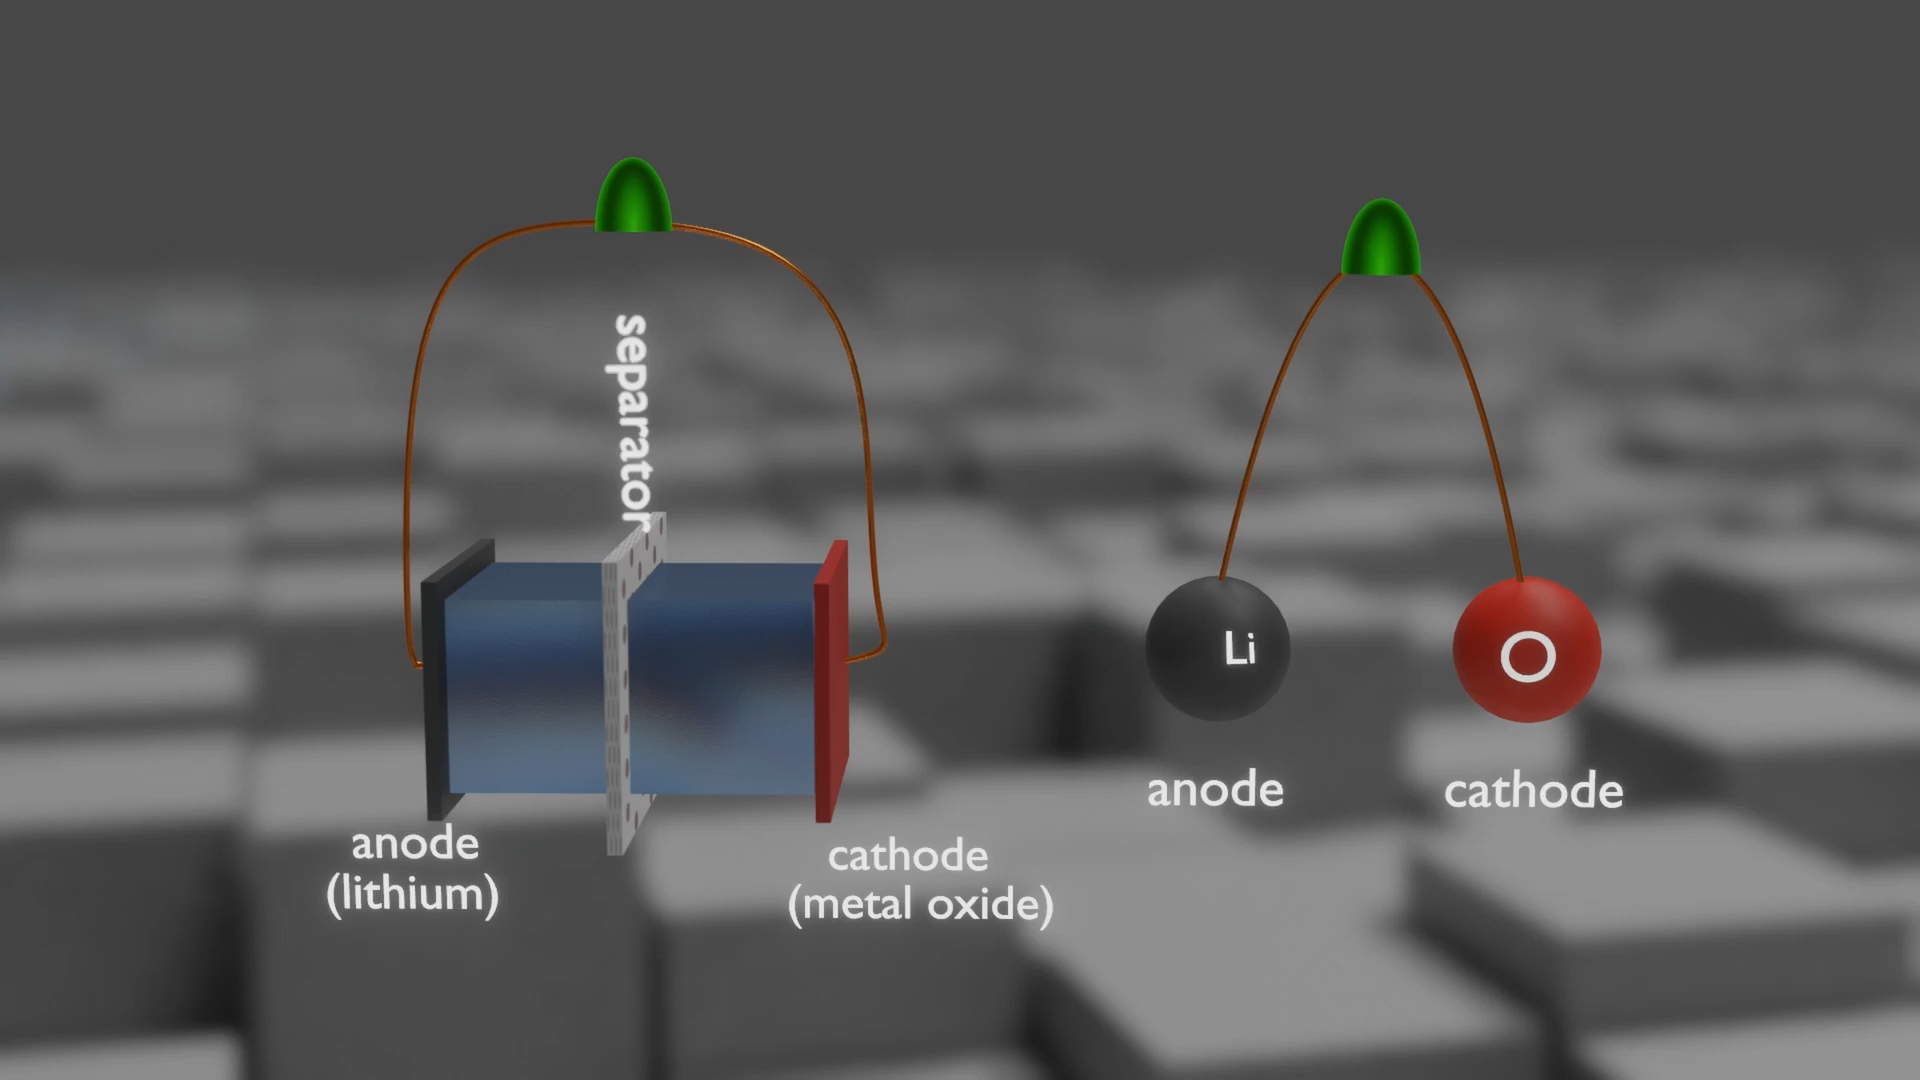 separator
anode
(lithium)
cathode
(metal oxide)
Li
O
anode
cathode